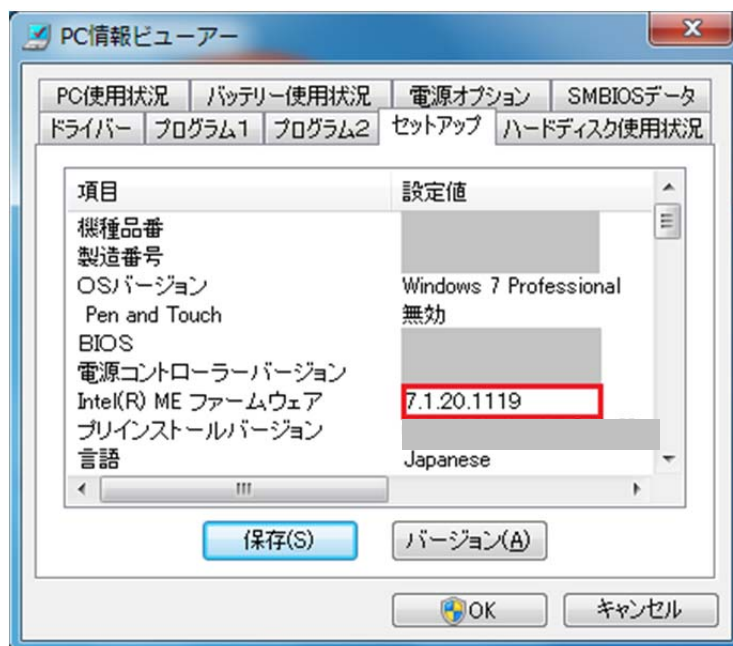 PC情報ビューアー
PC使用状況 バッテリー使用状況 電源オプション SMBIOSデータ
ドライバー プログラム1 プログラム2 セットアップ ハードディスク使用状況
項目 設定値
機種品番
製造番号
OSバージョン Windows 7 Professional
Pen and Touch 無効
BIOS
電源コントローラーバージョン
Intel(R) ME ファームウェア 7.1.20.1119
プリインストールバージョン
言語 Japanese
保存(S) バージョン(A)
OK キャンセル